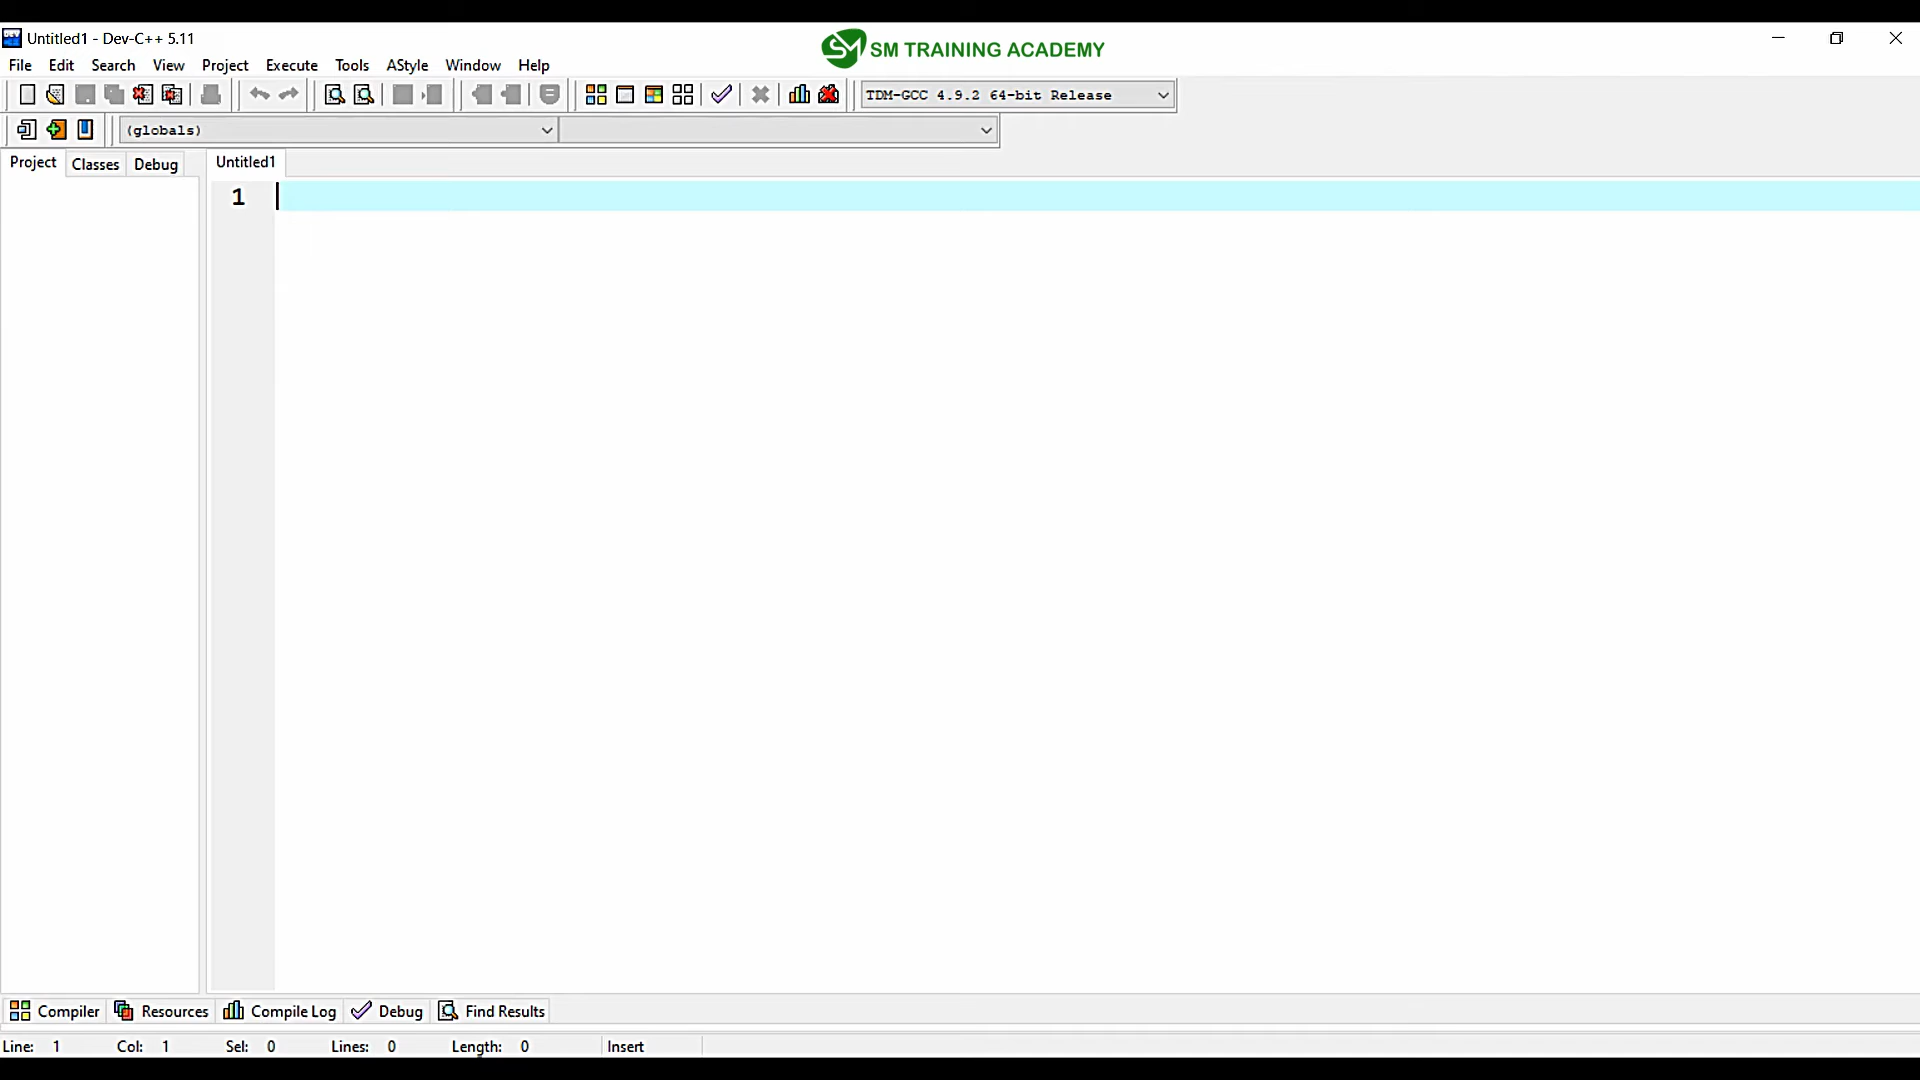 Untitled1 - Dev-C++ 5.11
SM TRAINING ACADEMY
File Edit Search View Project Execute Tools AStyle Window Help
TDM-GCC 4.9.2 64-bit Release
(globals)
Project Classes Debug Untitled1
1
Compiler Resources Compile Log Debug Find Results
Line: 1 Col: 1 Sel: 0 Lines: 0 Length: 0 Insert